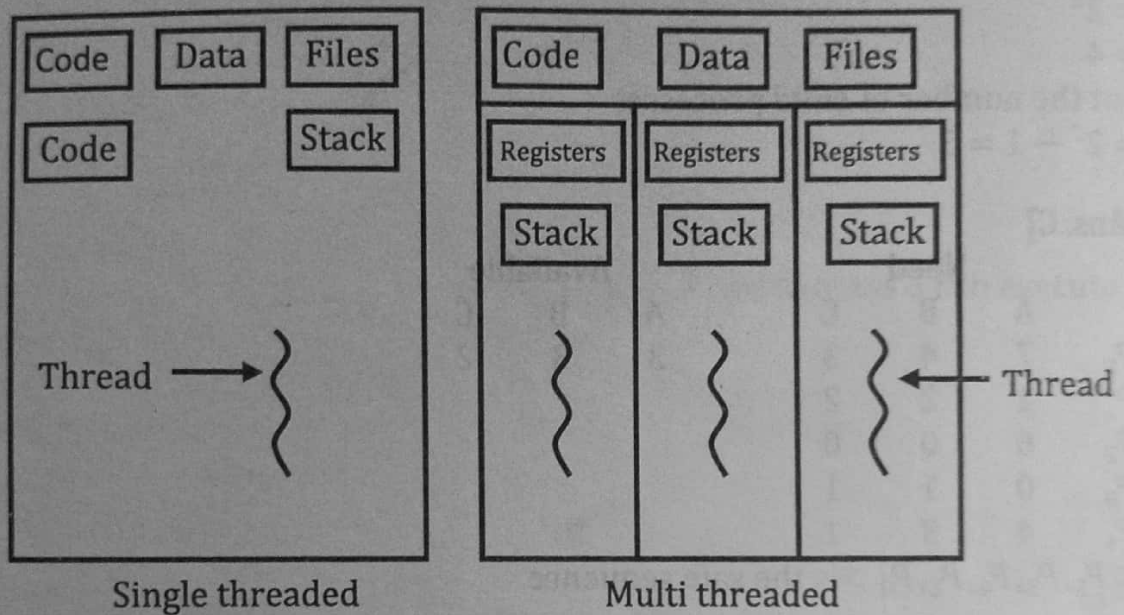 Code Data Files Code Data Files
Code Stack Registers Registers Registers
Stack Stack Stack
Thread Thread
Single threaded Multi threaded